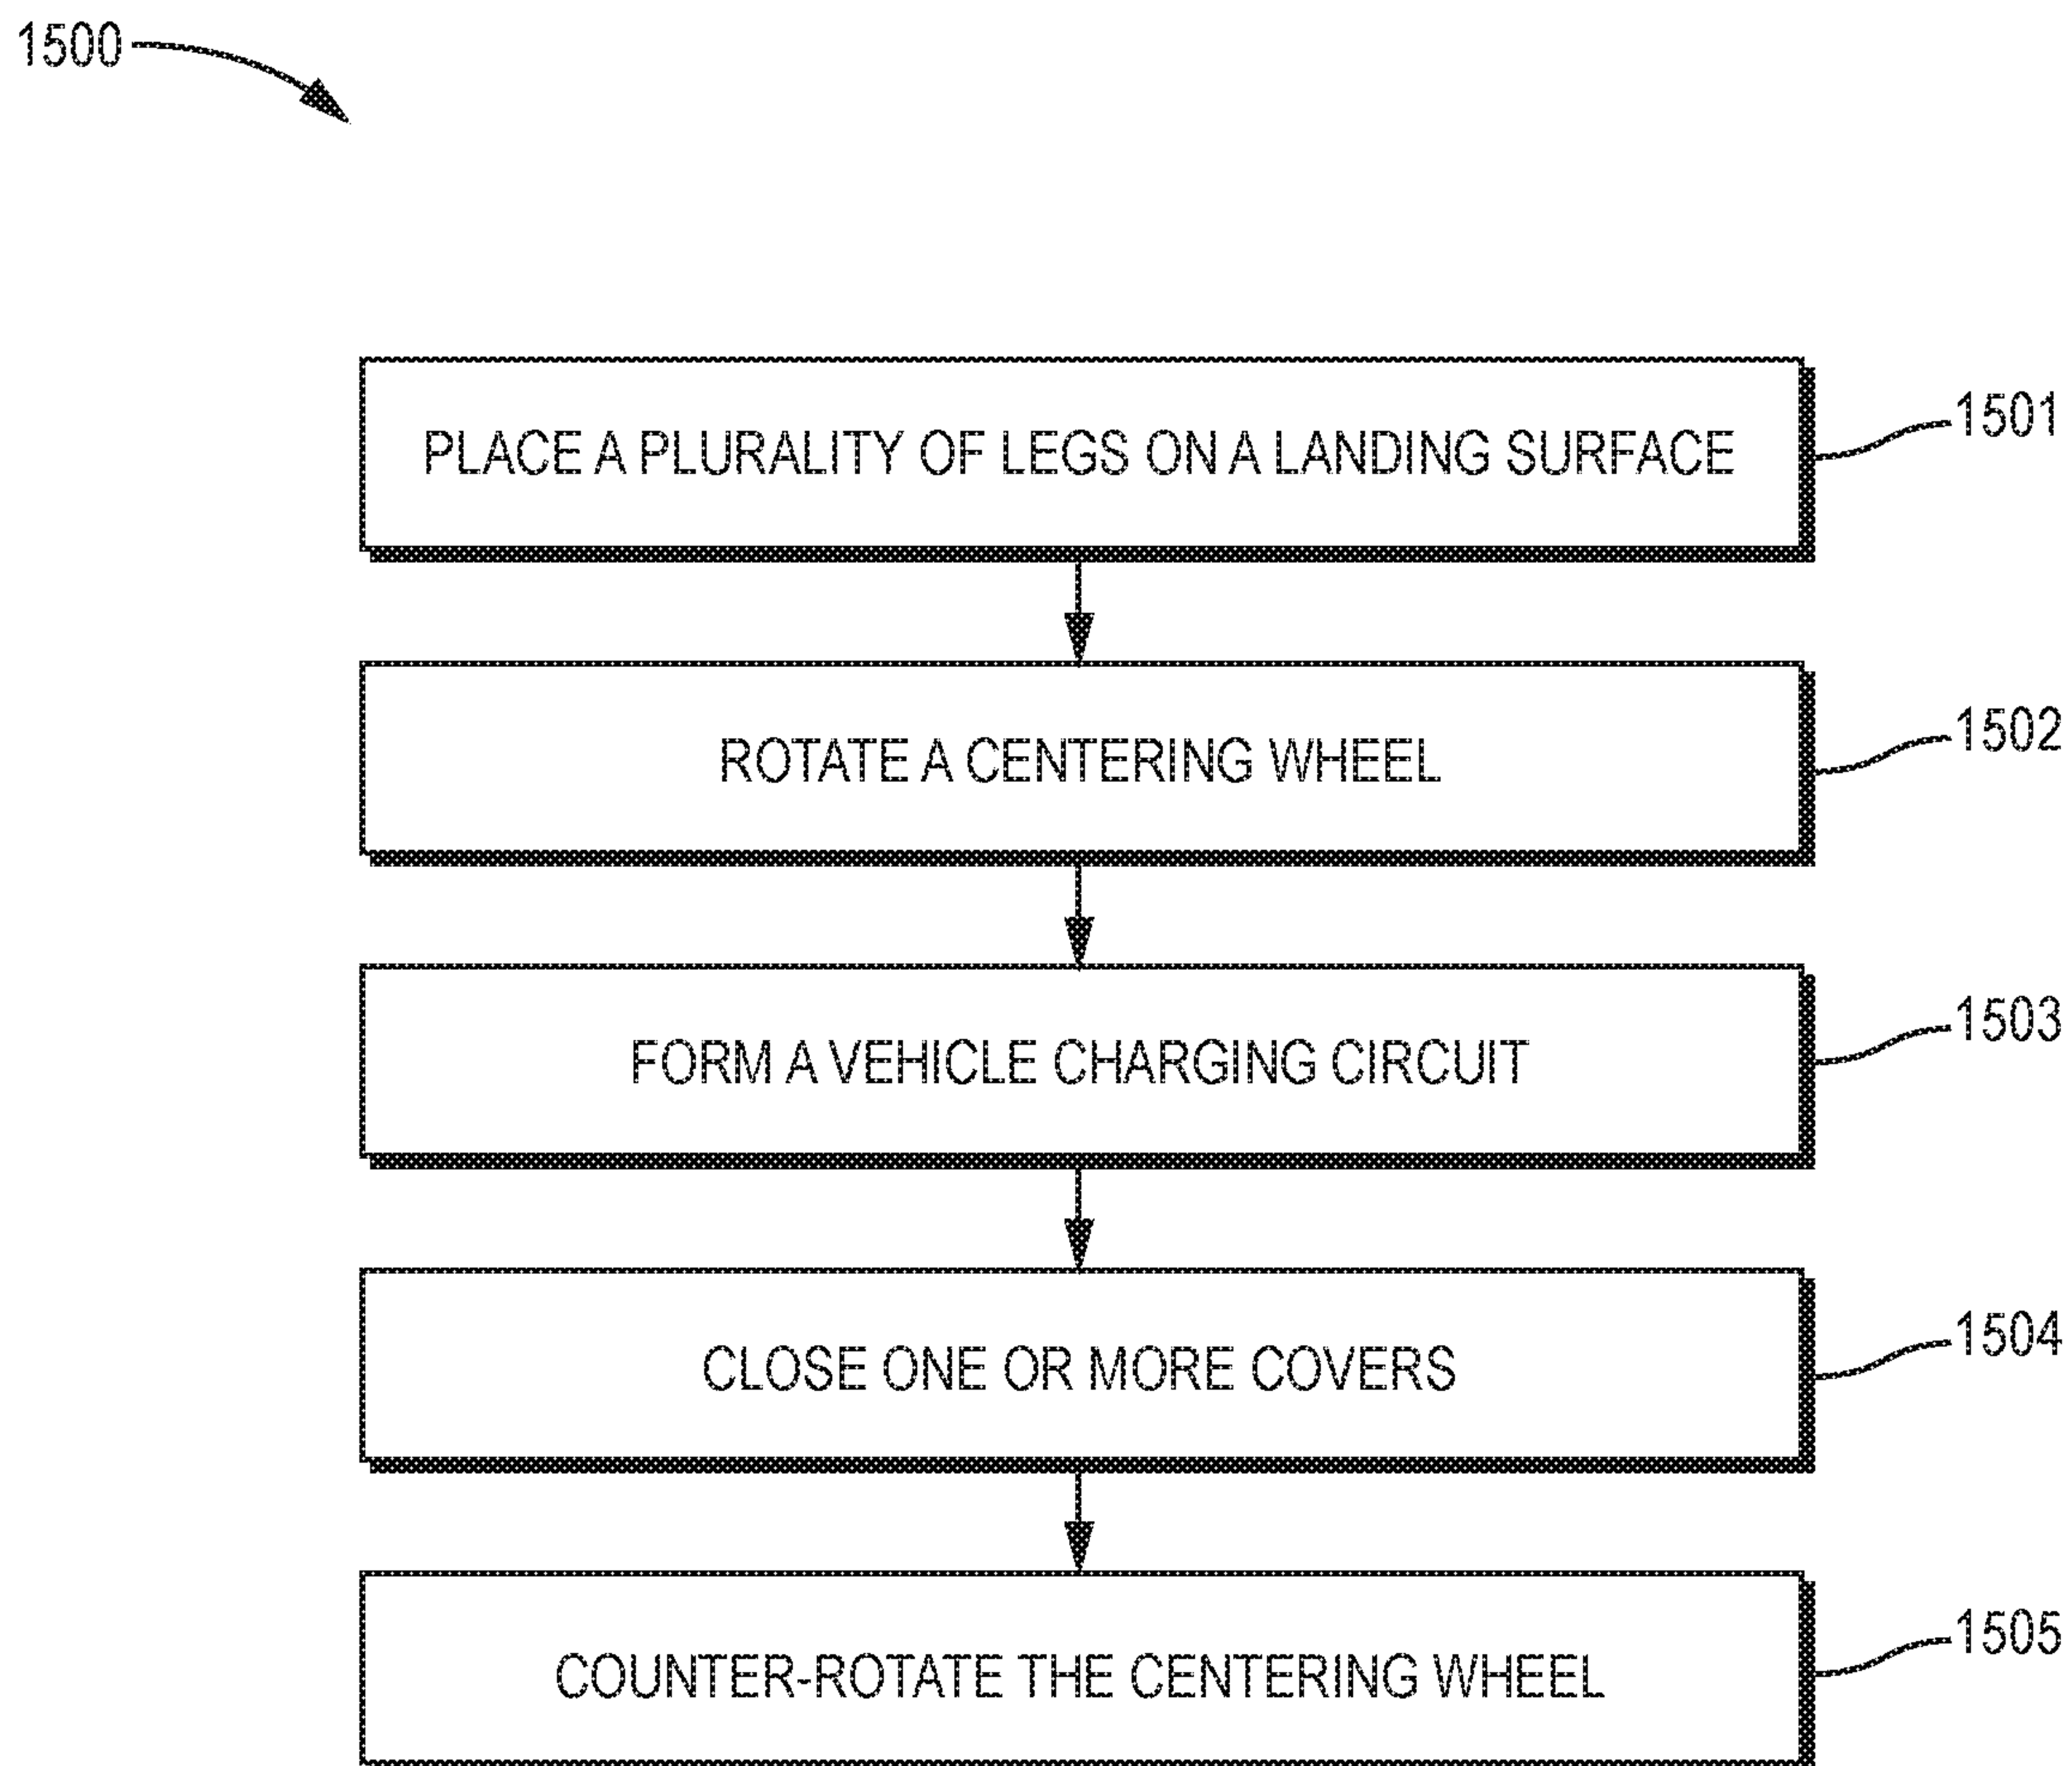 1500
PLACE A PLURALITY OF LEGS ON A LANDING SURFACE
1501
ROTATE A CENTERING WHEEL
1502
FORM A VEHICLE CHARGING CIRCUIT
1503
CLOSE ONE OR MORE COVERS
1504
COUNTER-ROTATE THE CENTERING WHEEL
1505